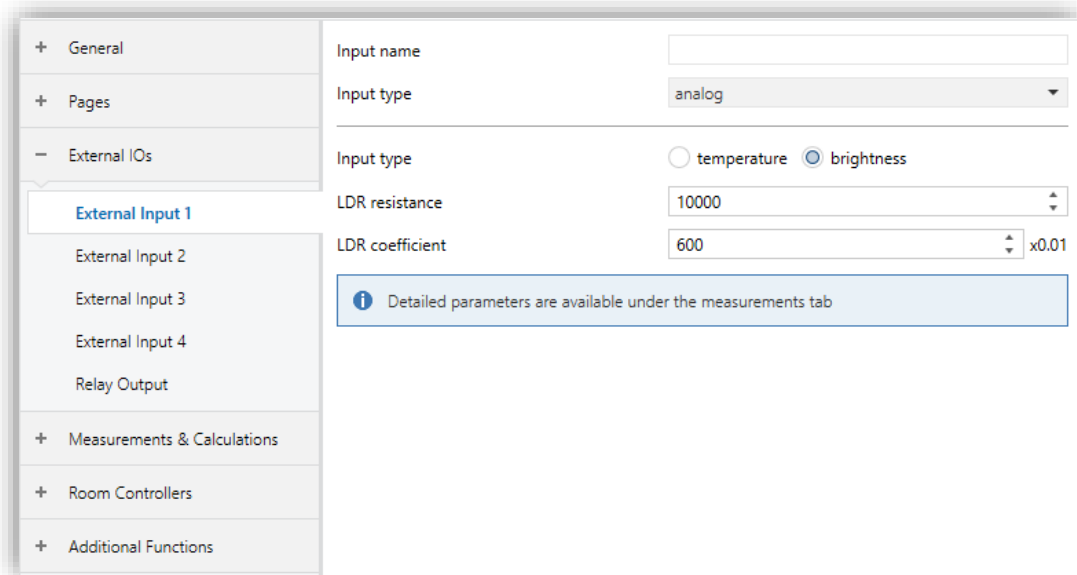 + General
+ Pages
− External IOs
External Input 1
External Input 2
External Input 3
External Input 4
Relay Output
+ Measurements & Calculations
+ Room Controllers
+ Additional Functions
Input name
Input type analog
Input type temperature brightness
LDR resistance 10000
LDR coefficient 600 x0.01
Detailed parameters are available under the measurements tab